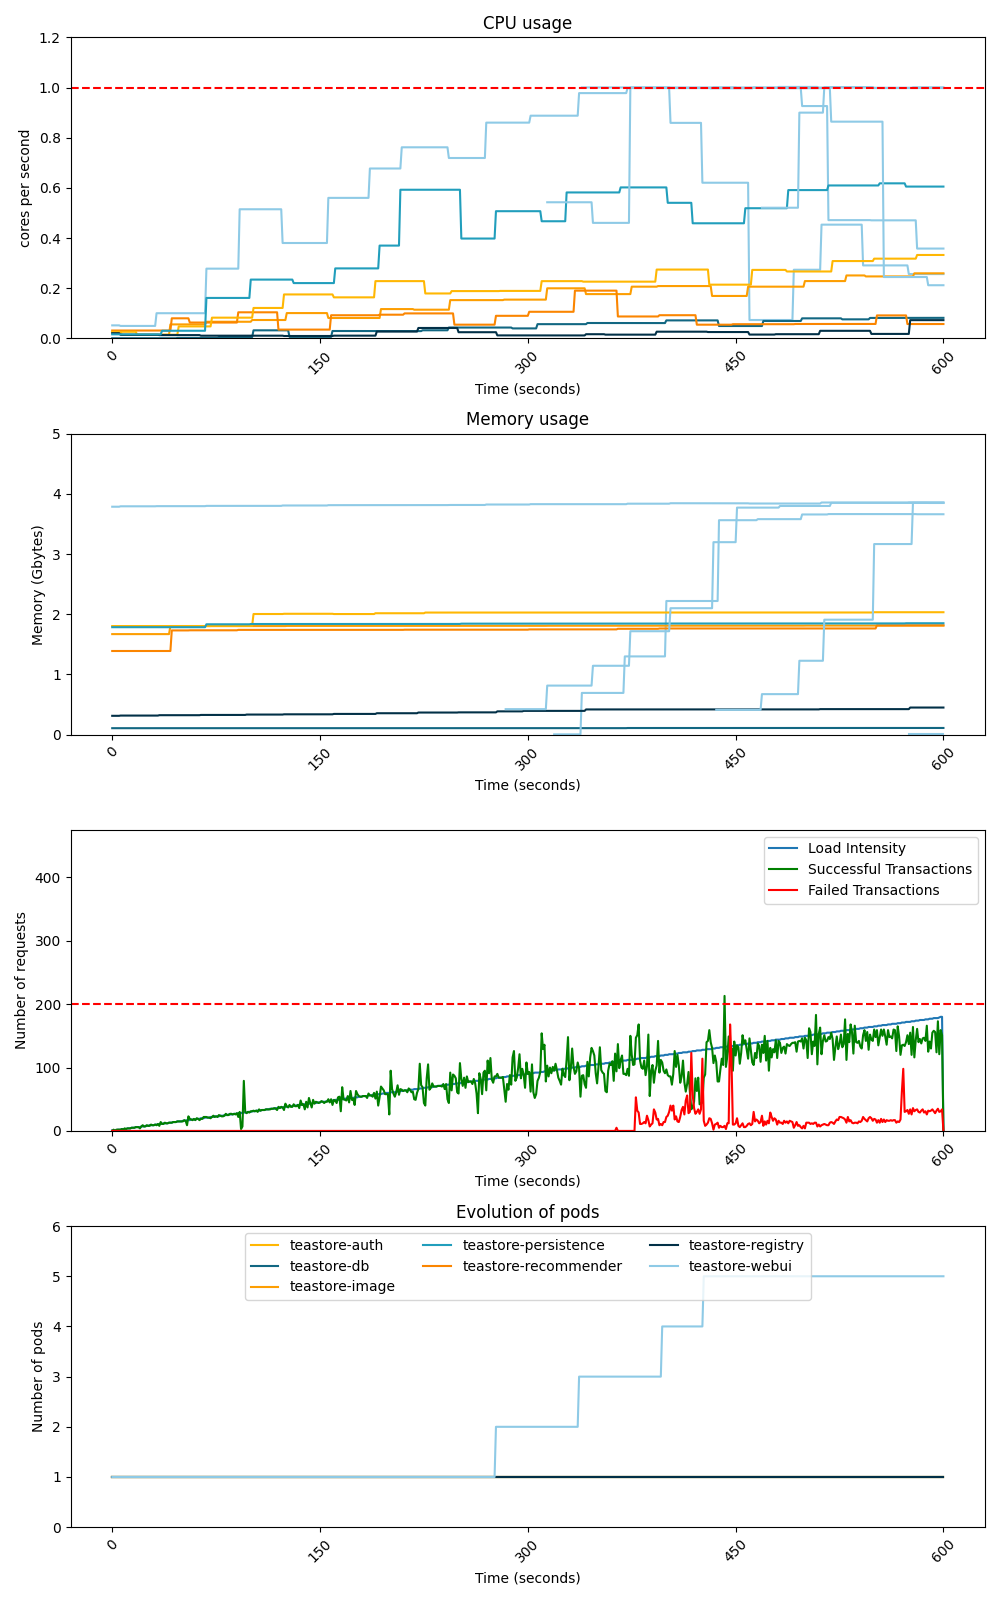 CPU usage
1.2
1.0
0.8
0.6
0.4
0.2
0.0
cores per second
0
150
300
450
600
Time (seconds)
Memory usage
5
4
3
2
1
0
Memory (Gbytes)
0
150
300
450
600
Time (seconds)
Load Intensity
Successful Transactions
Failed Transactions
400
300
200
100
0
Number of requests
0
150
300
450
600
Time (seconds)
Evolution of pods
teastore-auth
teastore-db
teastore-image
teastore-persistence
teastore-recommender
teastore-registry
teastore-webui
6
5
4
3
2
1
0
Number of pods
0
150
300
450
600
Time (seconds)